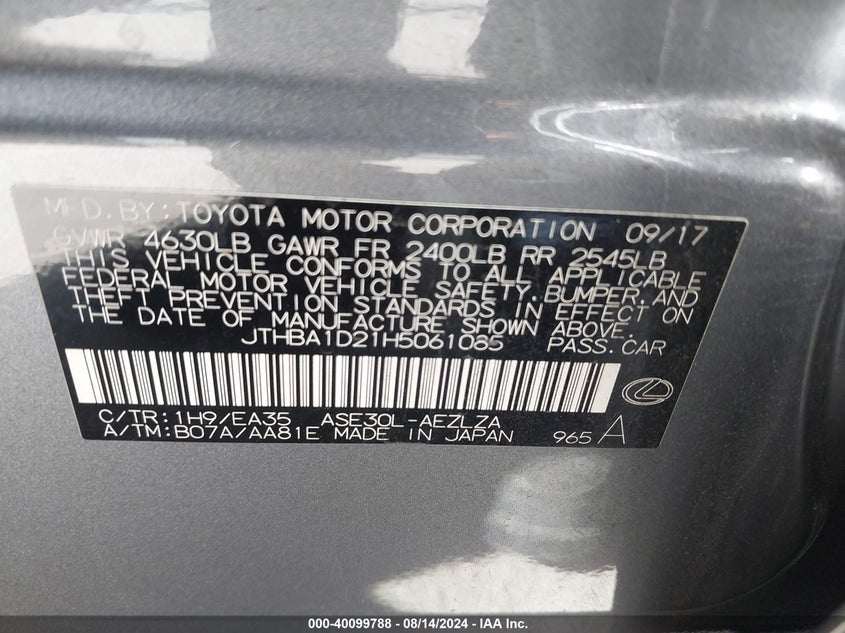 MFD. BY: TOYOTA MOTOR CORPORATION 09/17
GVWR 4630LB GAWR FR 2400LB RR 2545LB
THIS VEHICLE CONFORMS TO ALL APPLICABLE
FEDERAL MOTOR VEHICLE SAFETY, BUMPER, AND
THEFT PREVENTION STANDARDS IN EFFECT ON
THE DATE OF MANUFACTURE SHOWN ABOVE.
JTHBA1D21H5061085 PASS. CAR
C/TR: 1H9/EA35 ASE30L-AEZLZA
A/TM: B07A/AA81E MADE IN JAPAN 965 A
000-40099788 - 08/14/2024 - IAA Inc.